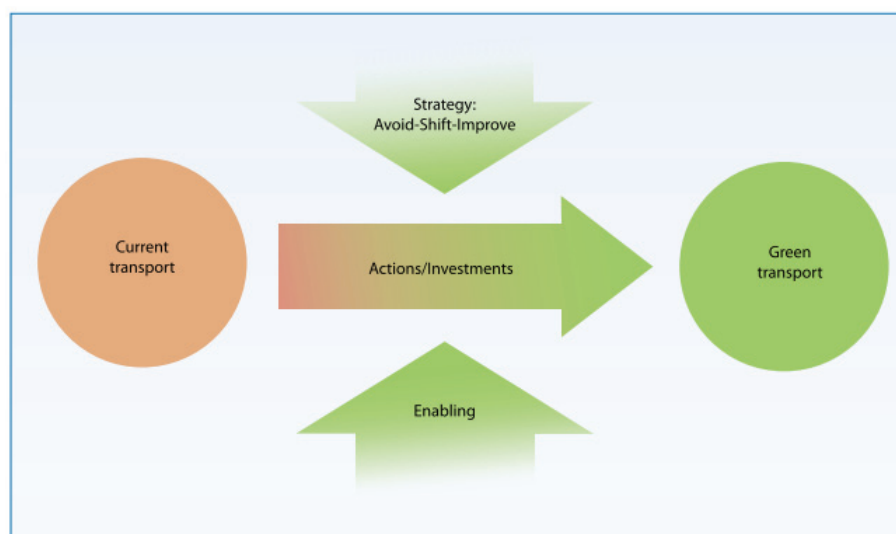 Strategy:
Avoid-Shift-Improve
Current
transport
Actions/Investments
Green
transport
Enabling